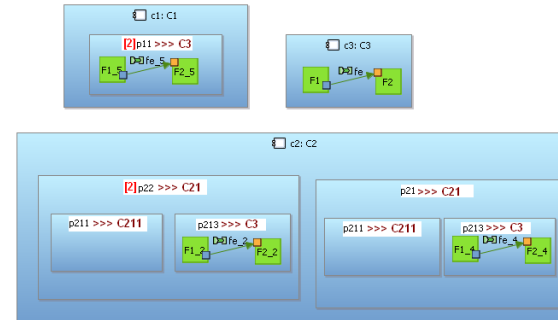 c1: C1
[2]p11 >>> C3
fe_5
F1_5
F2_5
c3: C3
fe
F1
F2
c2: C2
[2]p22 >>> C21
p211 >>> C211
p213 >>> C3
fe_2
F1_2
F2_2
p21 >>> C21
p211 >>> C211
p213 >>> C3
fe_4
F1_4
F2_4